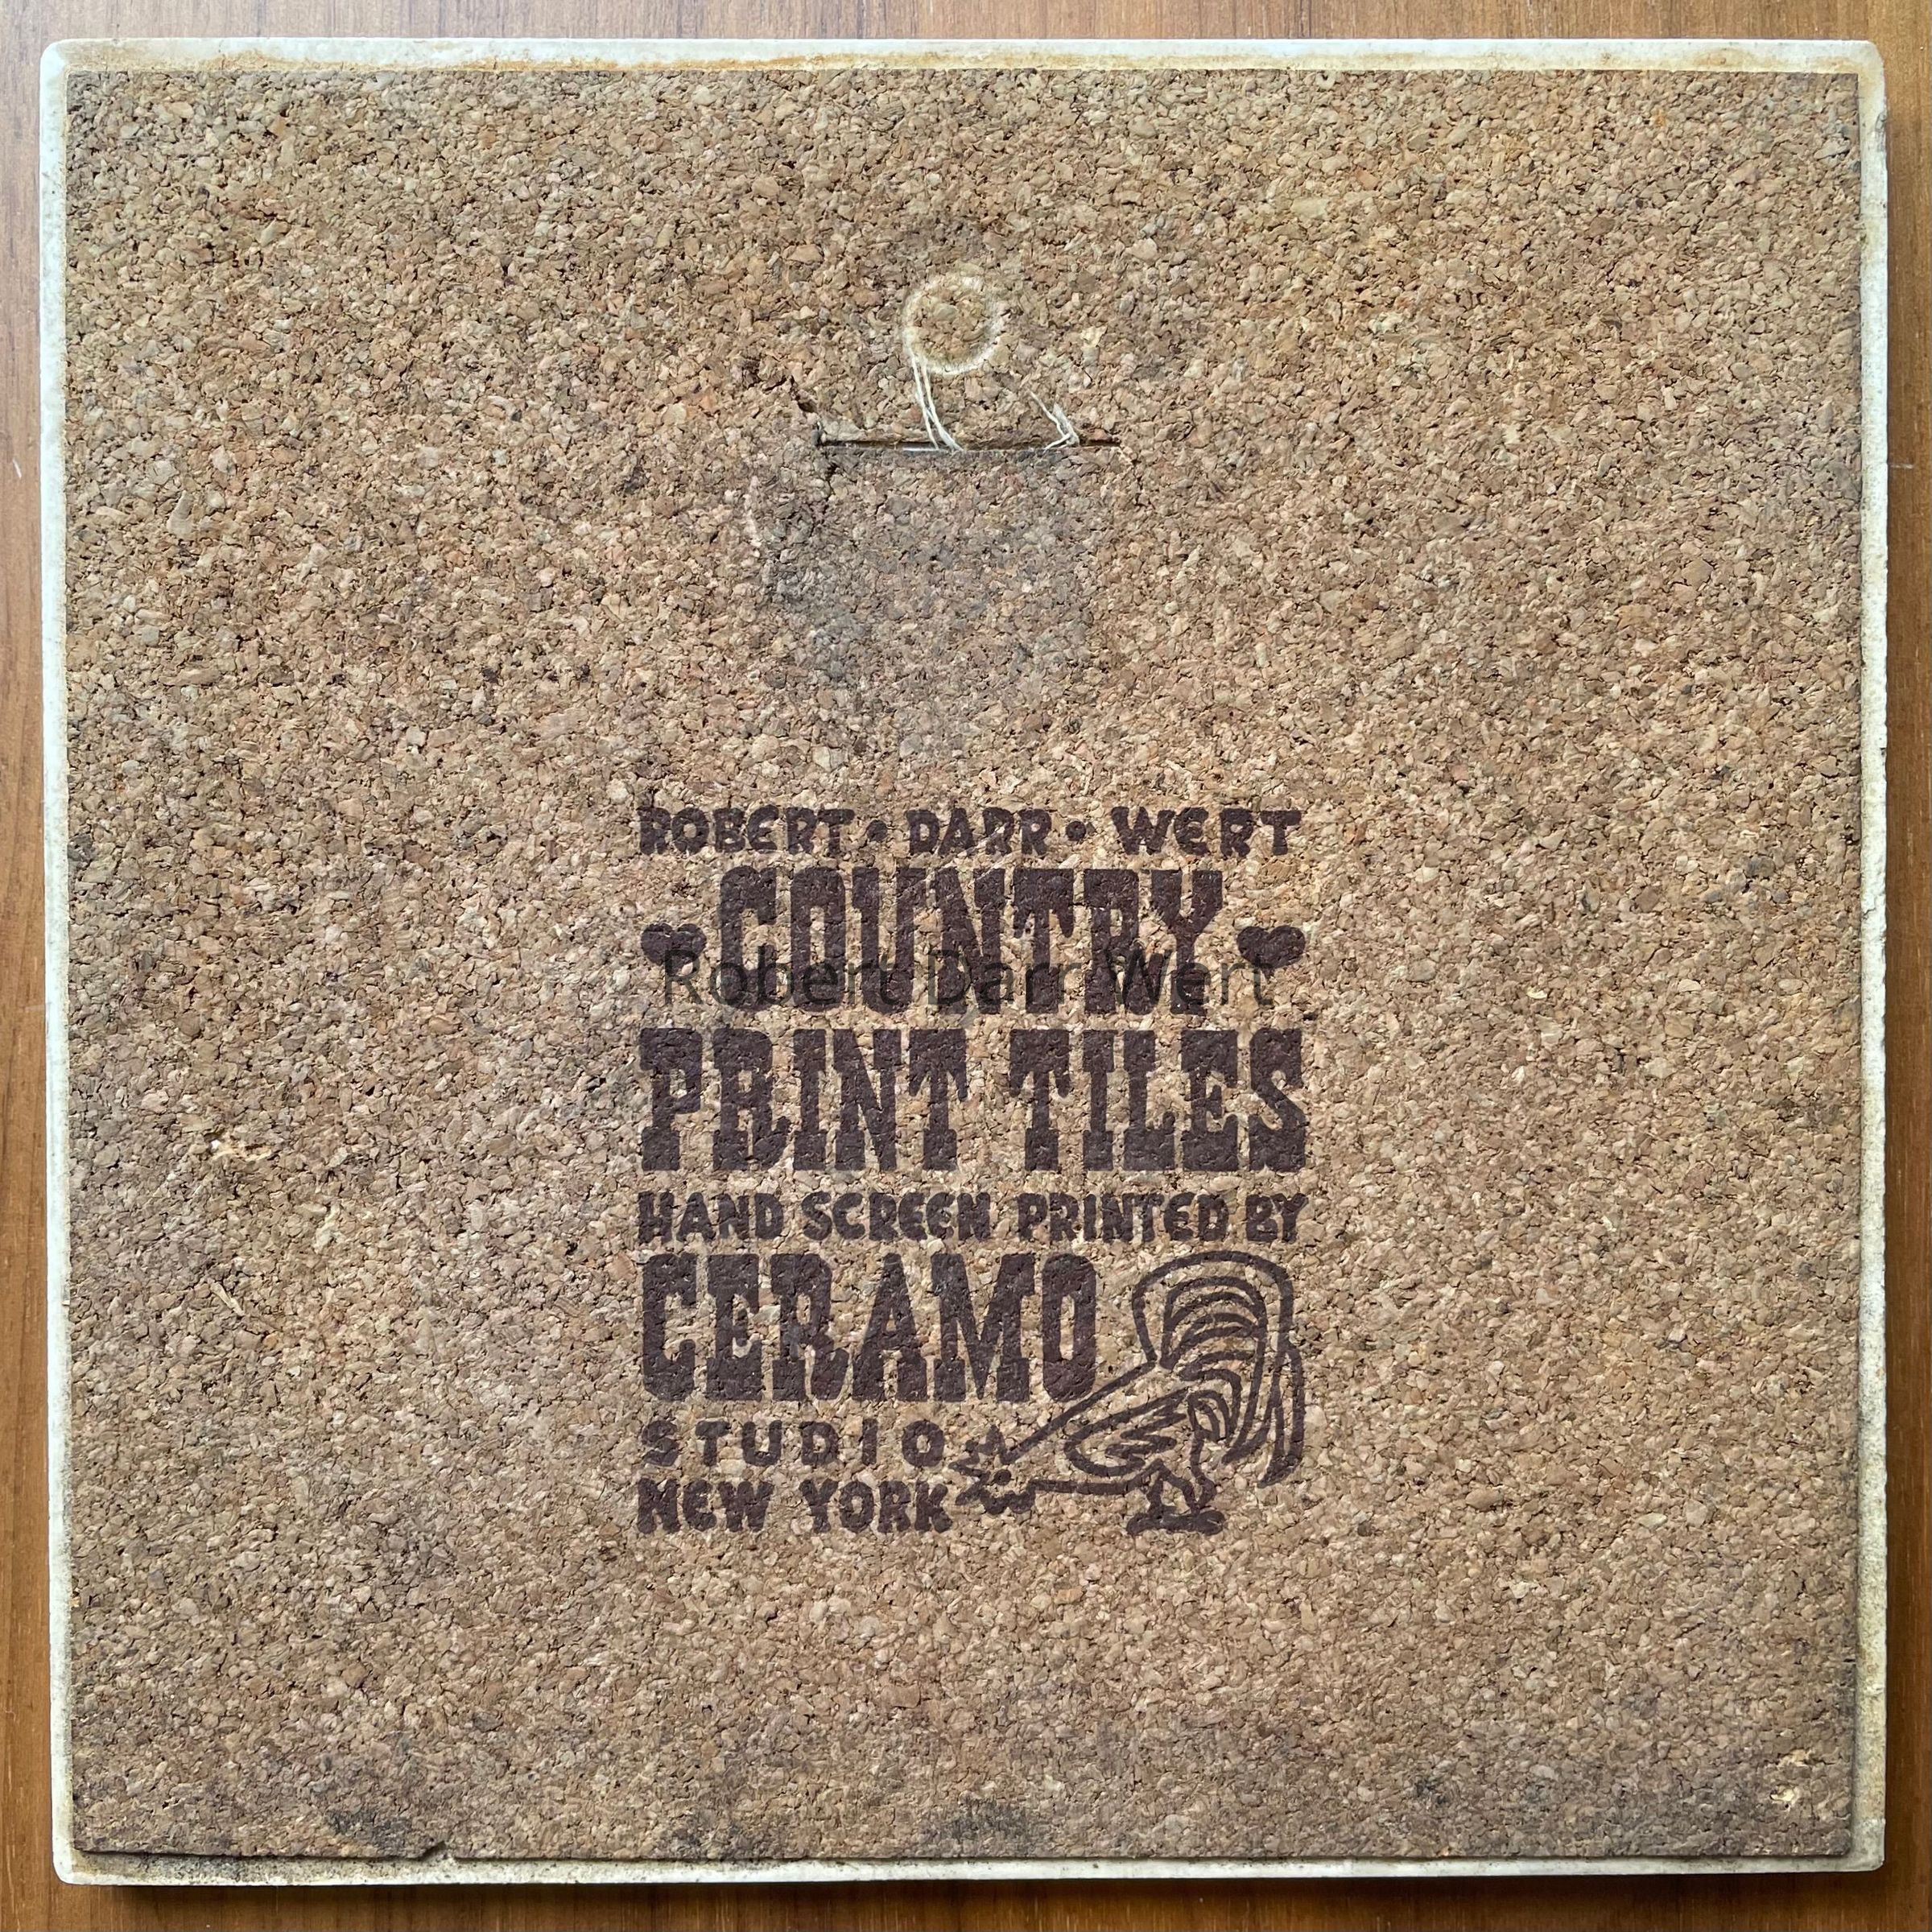 ROBERT • DARR • WERT
♥ COUNTRY ♥
Robert Darr Wert
PRINT TILES
HAND SCREEN PRINTED BY
CERAMO
STUDIO
NEW YORK